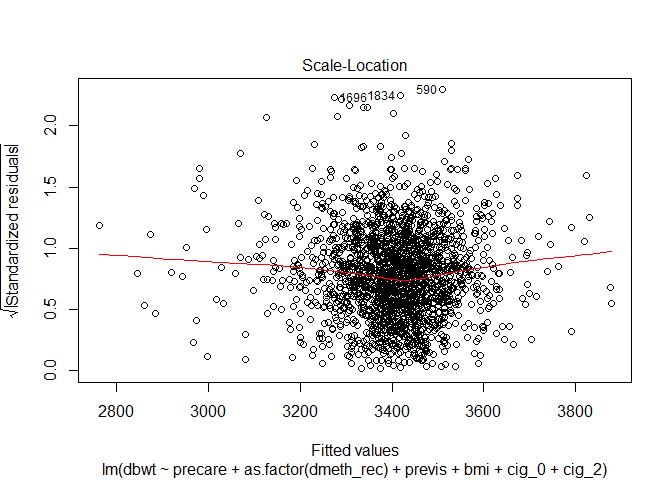 Scale-Location
1696 1834 590
√|Standardized residuals|
0.0 0.5 1.0 1.5 2.0
2800 3000 3200 3400 3600 3800
Fitted values
lm(dbwt ~ precare + as.factor(dmeth_rec) + previs + bmi + cig_0 + cig_2)